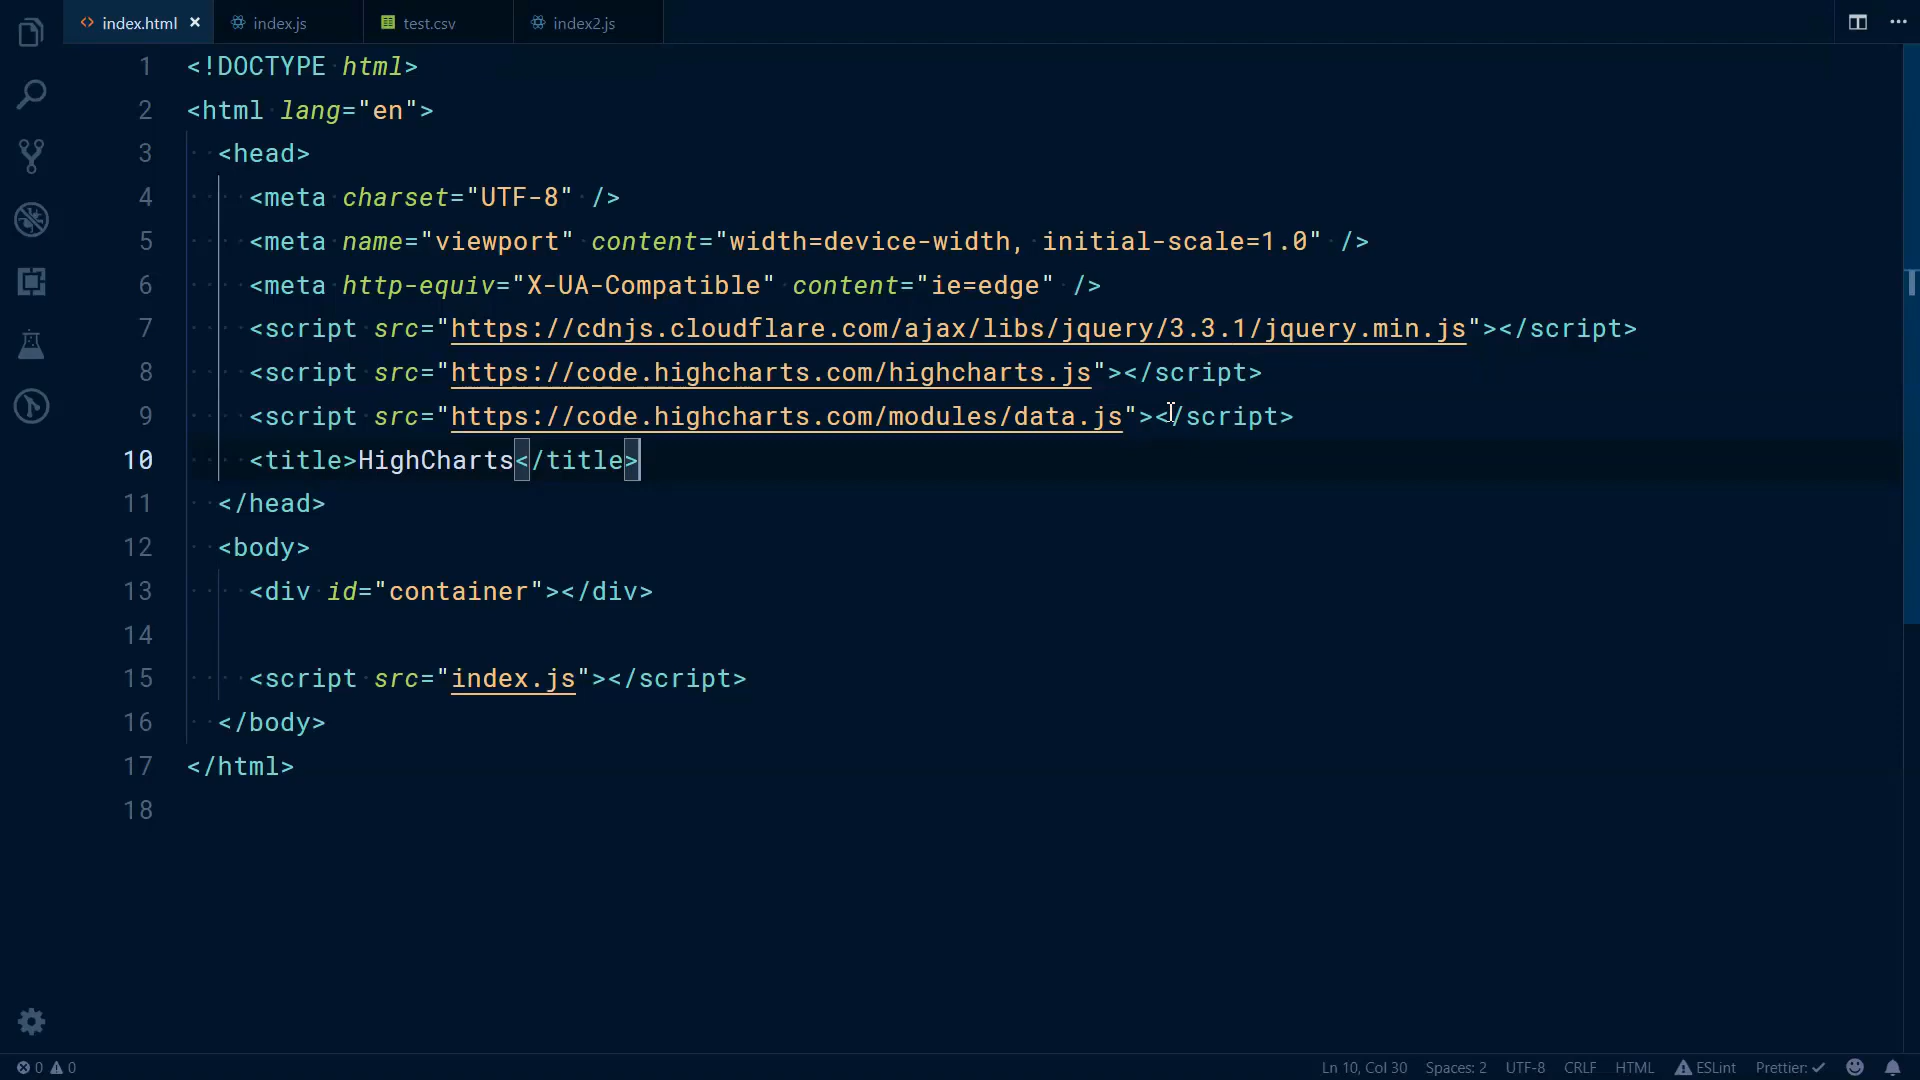 index.html × index.js test.csv index2.js
1 <!DOCTYPE html>
2 <html lang="en">
3 <head>
4 <meta charset="UTF-8" />
5 <meta name="viewport" content="width=device-width, initial-scale=1.0" />
6 <meta http-equiv="X-UA-Compatible" content="ie=edge" />
7 <script src="https://cdnjs.cloudflare.com/ajax/libs/jquery/3.3.1/jquery.min.js"></script>
8 <script src="https://code.highcharts.com/highcharts.js"></script>
9 <script src="https://code.highcharts.com/modules/data.js"></script>
10 <title>HighCharts</title>
11 </head>
12 <body>
13 <div id="container"></div>
14
15 <script src="index.js"></script>
16 </body>
17 </html>
18
0 0 Ln 10, Col 30 Spaces: 2 UTF-8 CRLF HTML ESLint Prettier: ✓